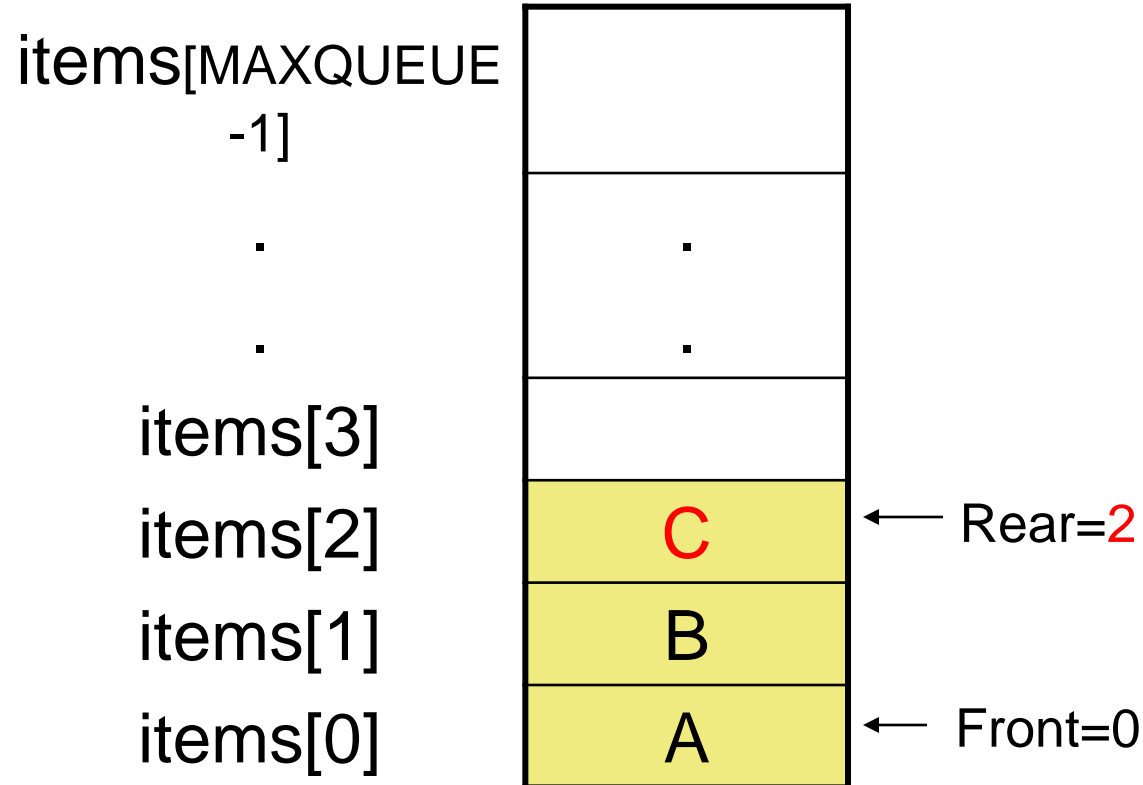 items[MAXQUEUE
-1]
. .
. .
items[3]
items[2] C Rear=2
items[1] B
items[0] A Front=0